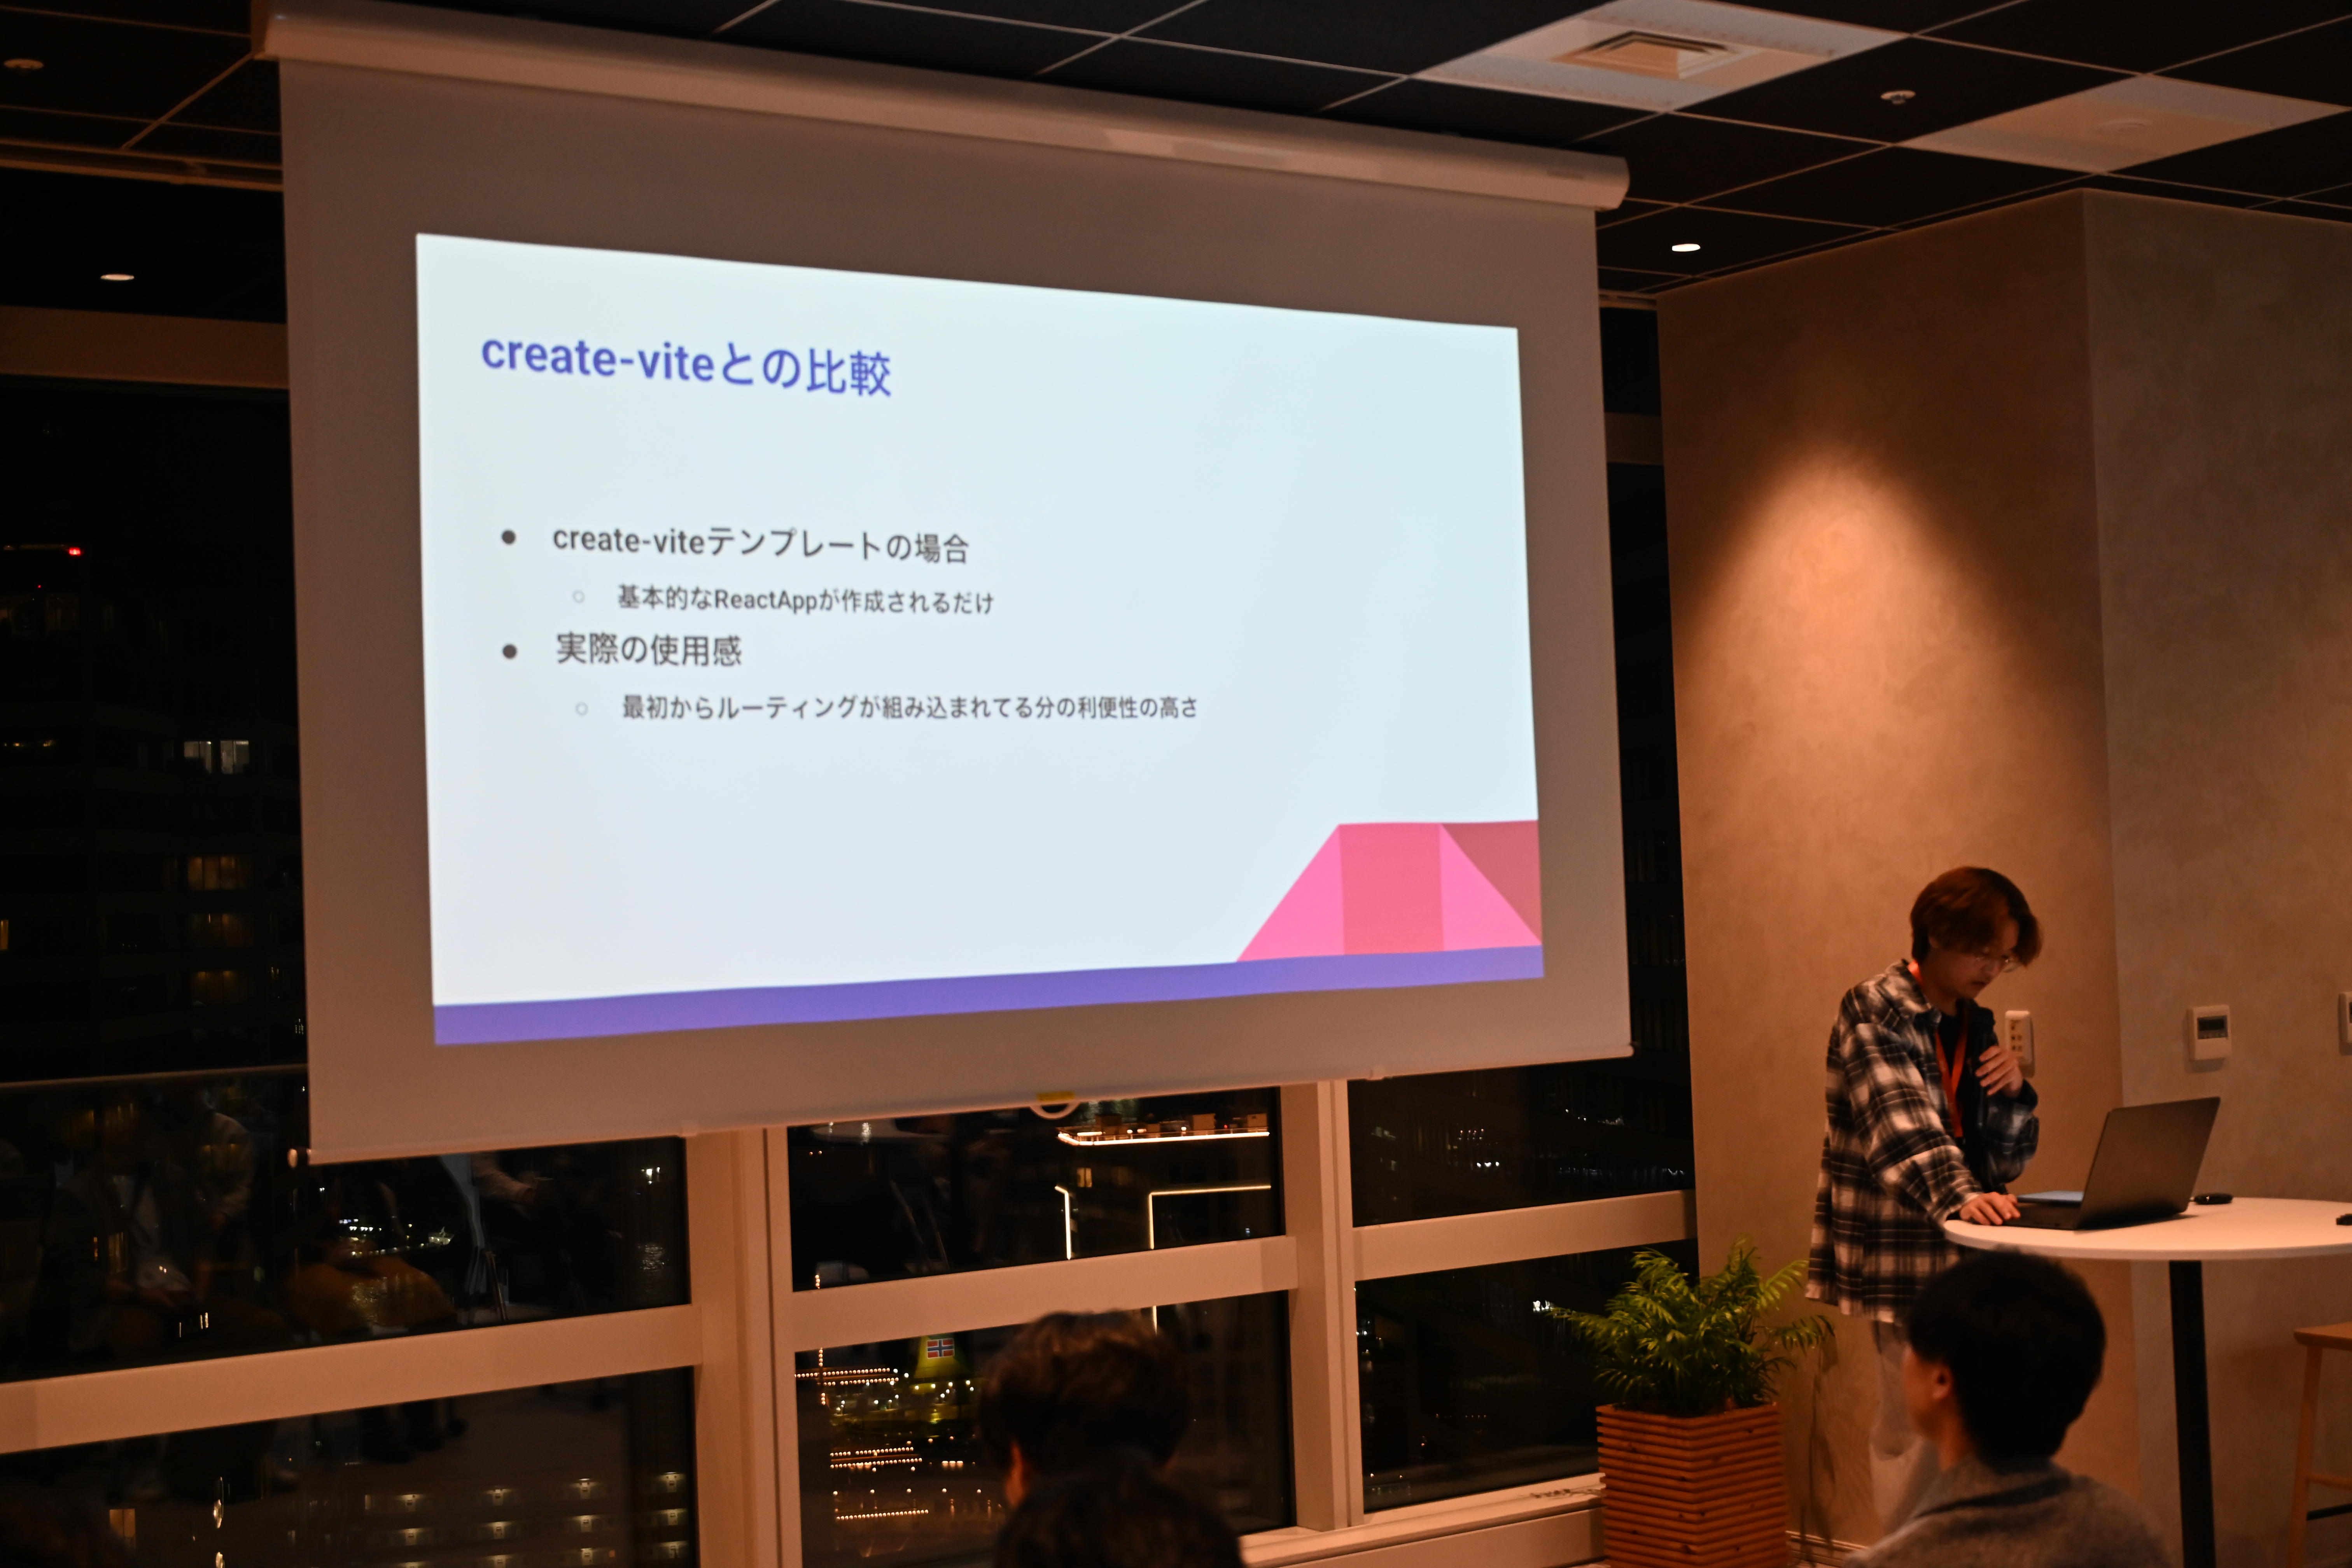 create-viteとの比較
create-viteテンプレートの場合
基本的なReactAppが作成されるだけ
実際の使用感
最初からルーティングが組み込まれてる分の利便性の高さ